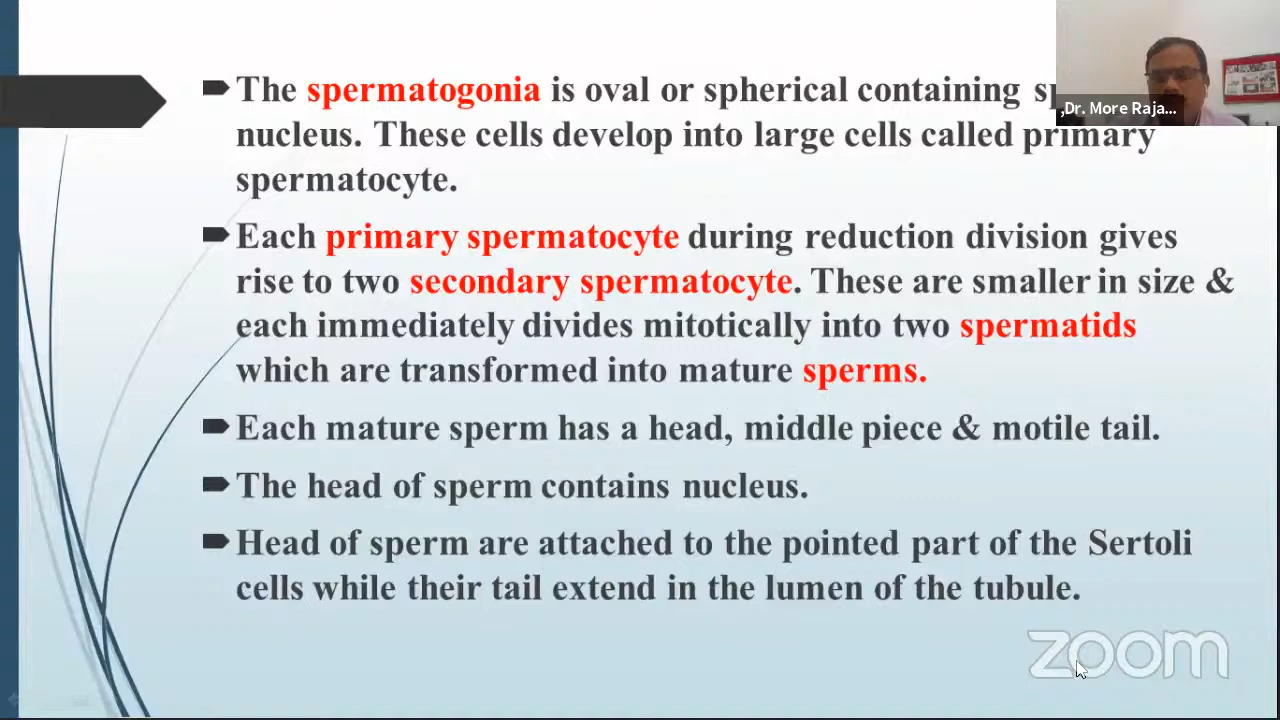 The spermatogonia is oval or spherical containing
nucleus. These cells develop into large cells called primary
spermatocyte.
Each primary spermatocyte during reduction division gives
rise to two secondary spermatocyte. These are smaller in size &
each immediately divides mitotically into two spermatids
which are transformed into mature sperms.
Each mature sperm has a head, middle piece & motile tail.
The head of sperm contains nucleus.
Head of sperm are attached to the pointed part of the Sertoli
cells while their tail extend in the lumen of the tubule.
,Dr. More Raja...
zoom